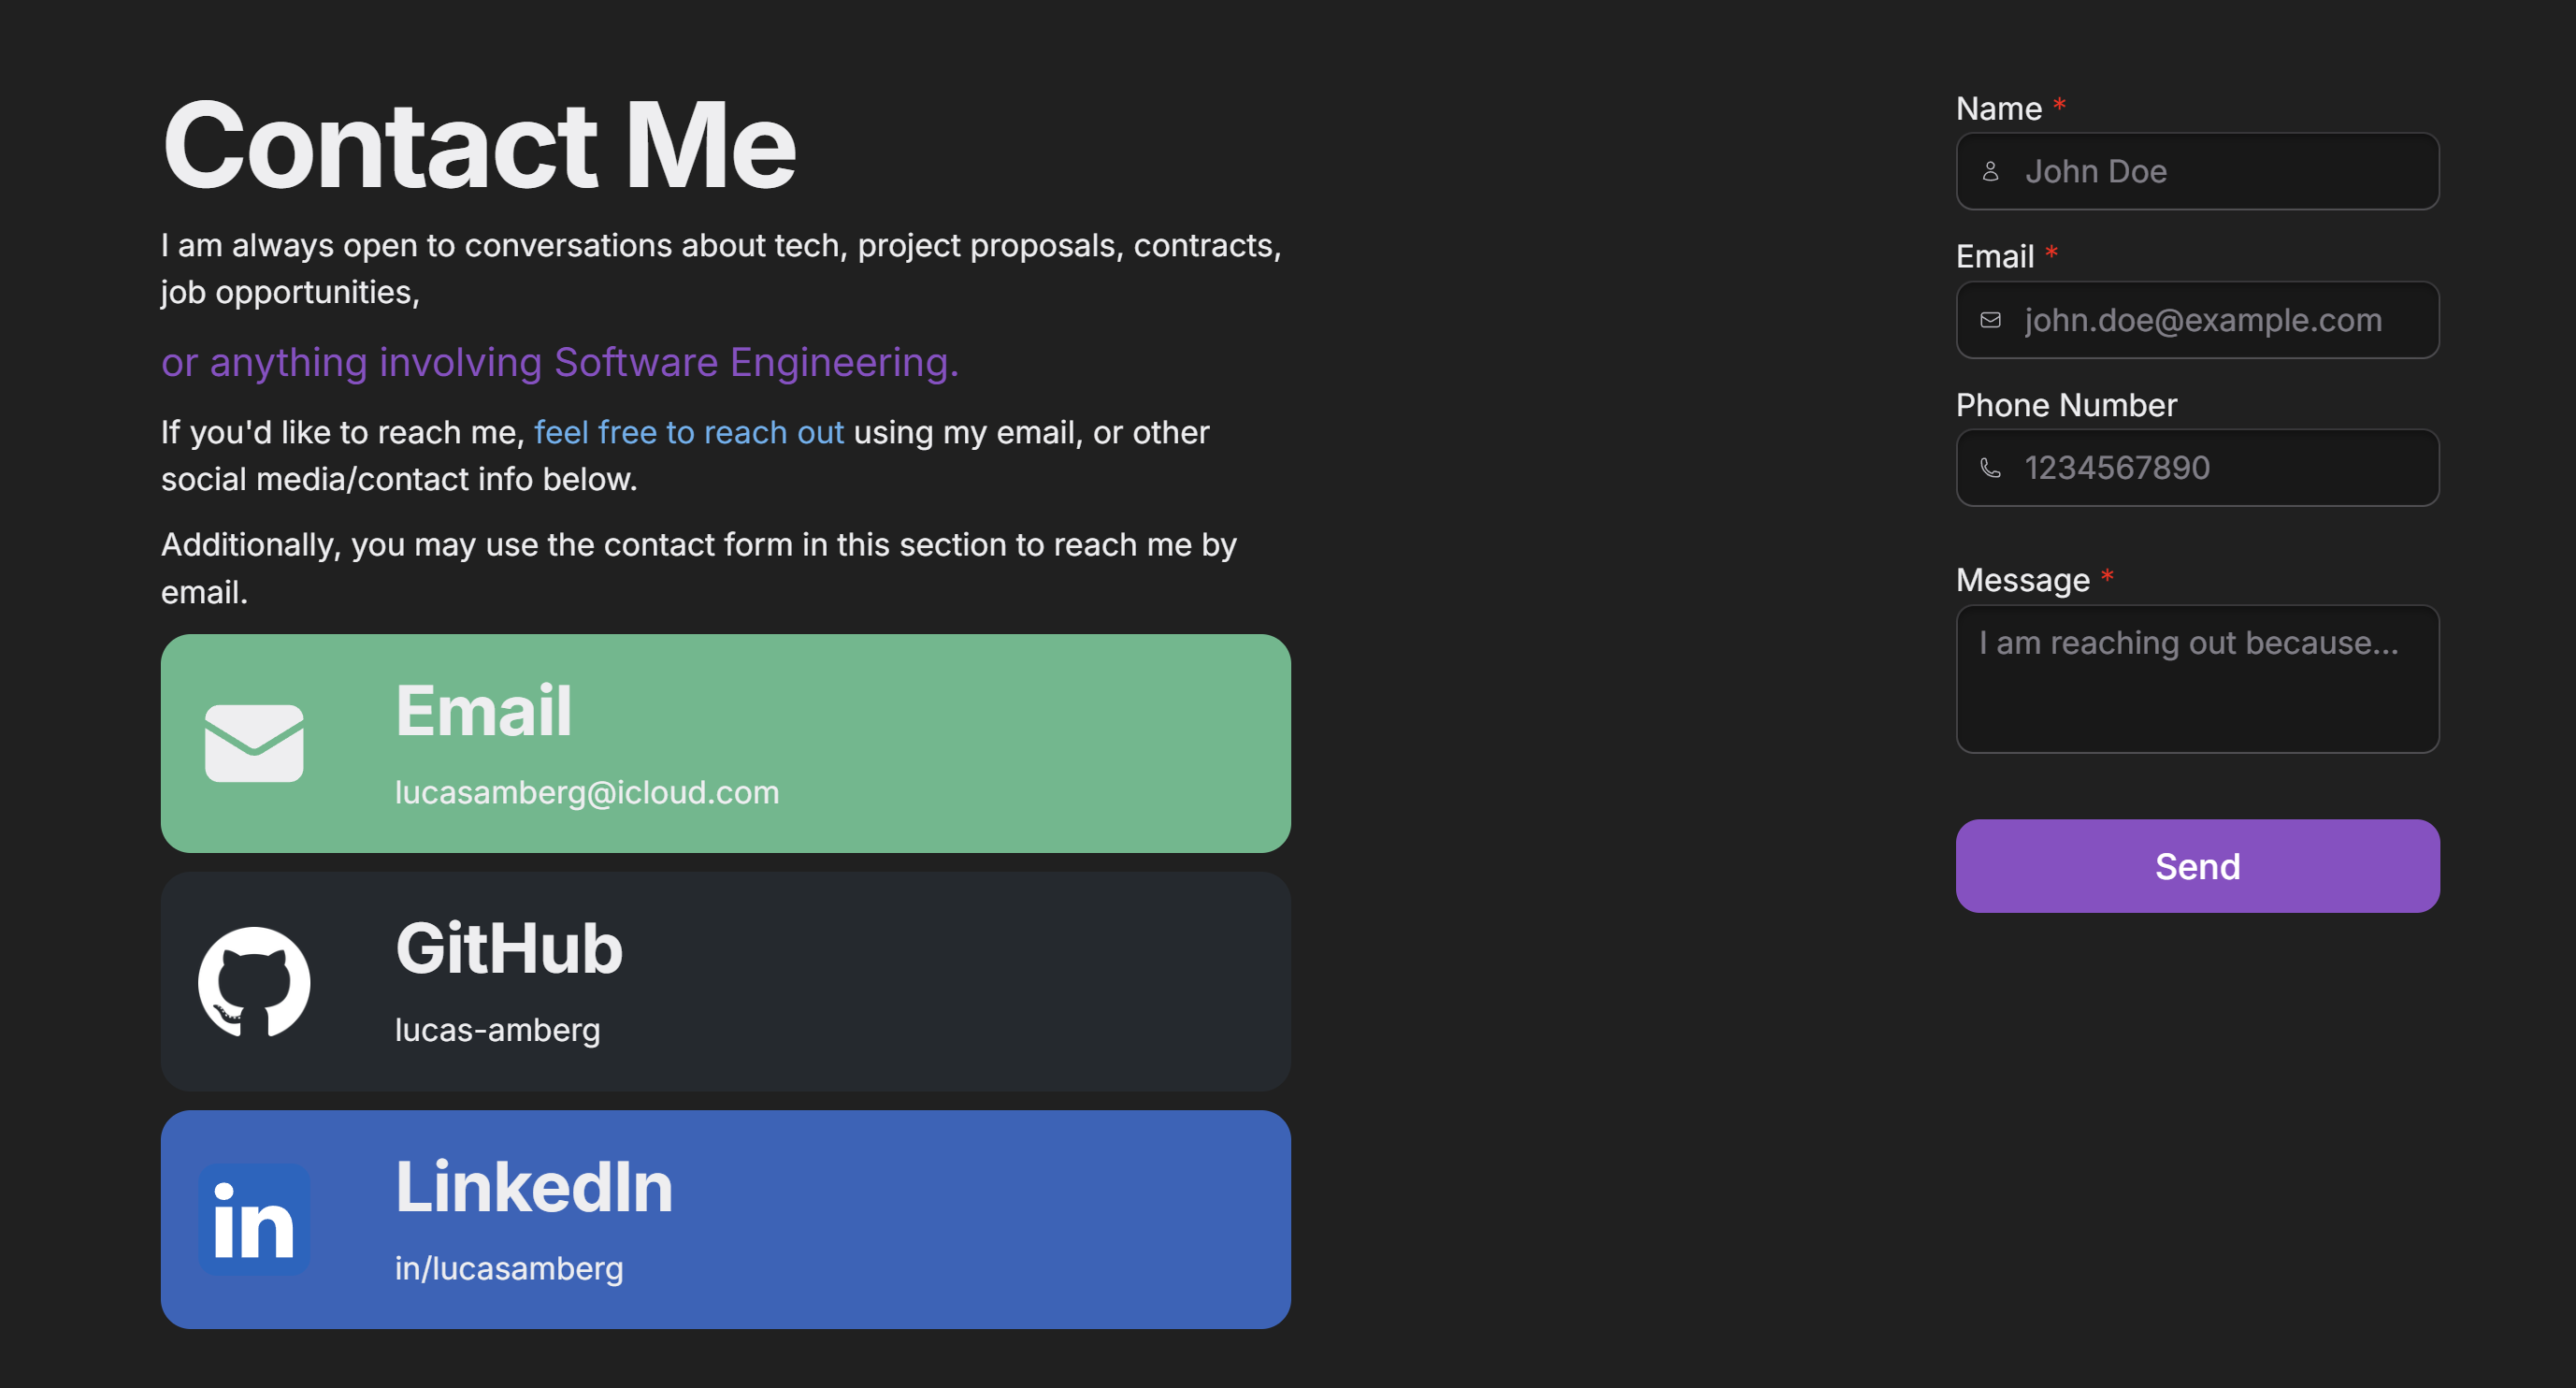 Contact Me
I am always open to conversations about tech, project proposals, contracts,
job opportunities,
or anything involving Software Engineering.
If you'd like to reach me, feel free to reach out using my email, or other
social media/contact info below.
Additionally, you may use the contact form in this section to reach me by
email.
Email
lucasamberg@icloud.com
GitHub
lucas-amberg
in
LinkedIn
in/lucasamberg
Name *
John Doe
Email *
john.doe@example.com
Phone Number
1234567890
Message *
I am reaching out because...
Send